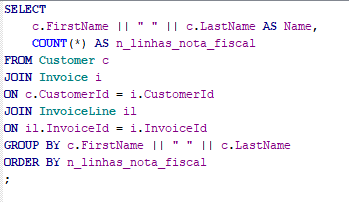 SELECT
c.FirstName || " " || c.LastName AS Name,
COUNT(*) AS n_linhas_nota_fiscal
FROM Customer c
JOIN Invoice i
ON c.CustomerId = i.CustomerId
JOIN InvoiceLine il
ON il.InvoiceId = i.InvoiceId
GROUP BY c.FirstName || " " || c.LastName
ORDER BY n_linhas_nota_fiscal
;